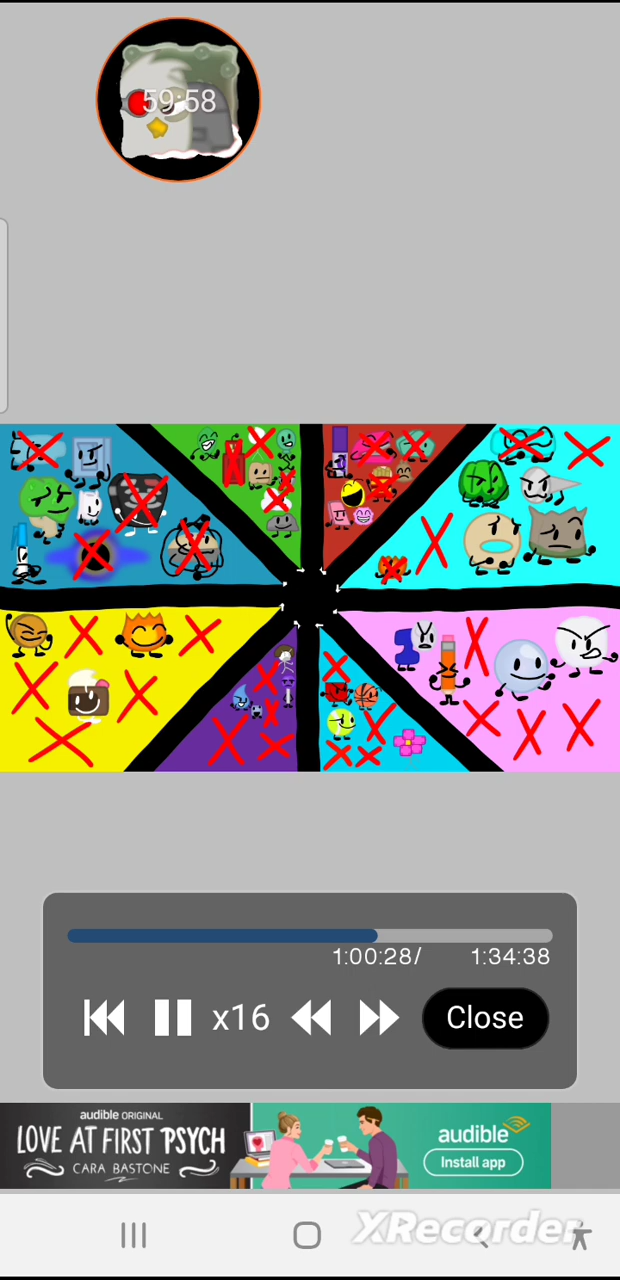 59:58
1:00:28/ 1:34:38
x16 Close
audible ORIGINAL
LOVE AT FIRST PSYCH
CARA BASTONE
audible
Install app
XRecorder